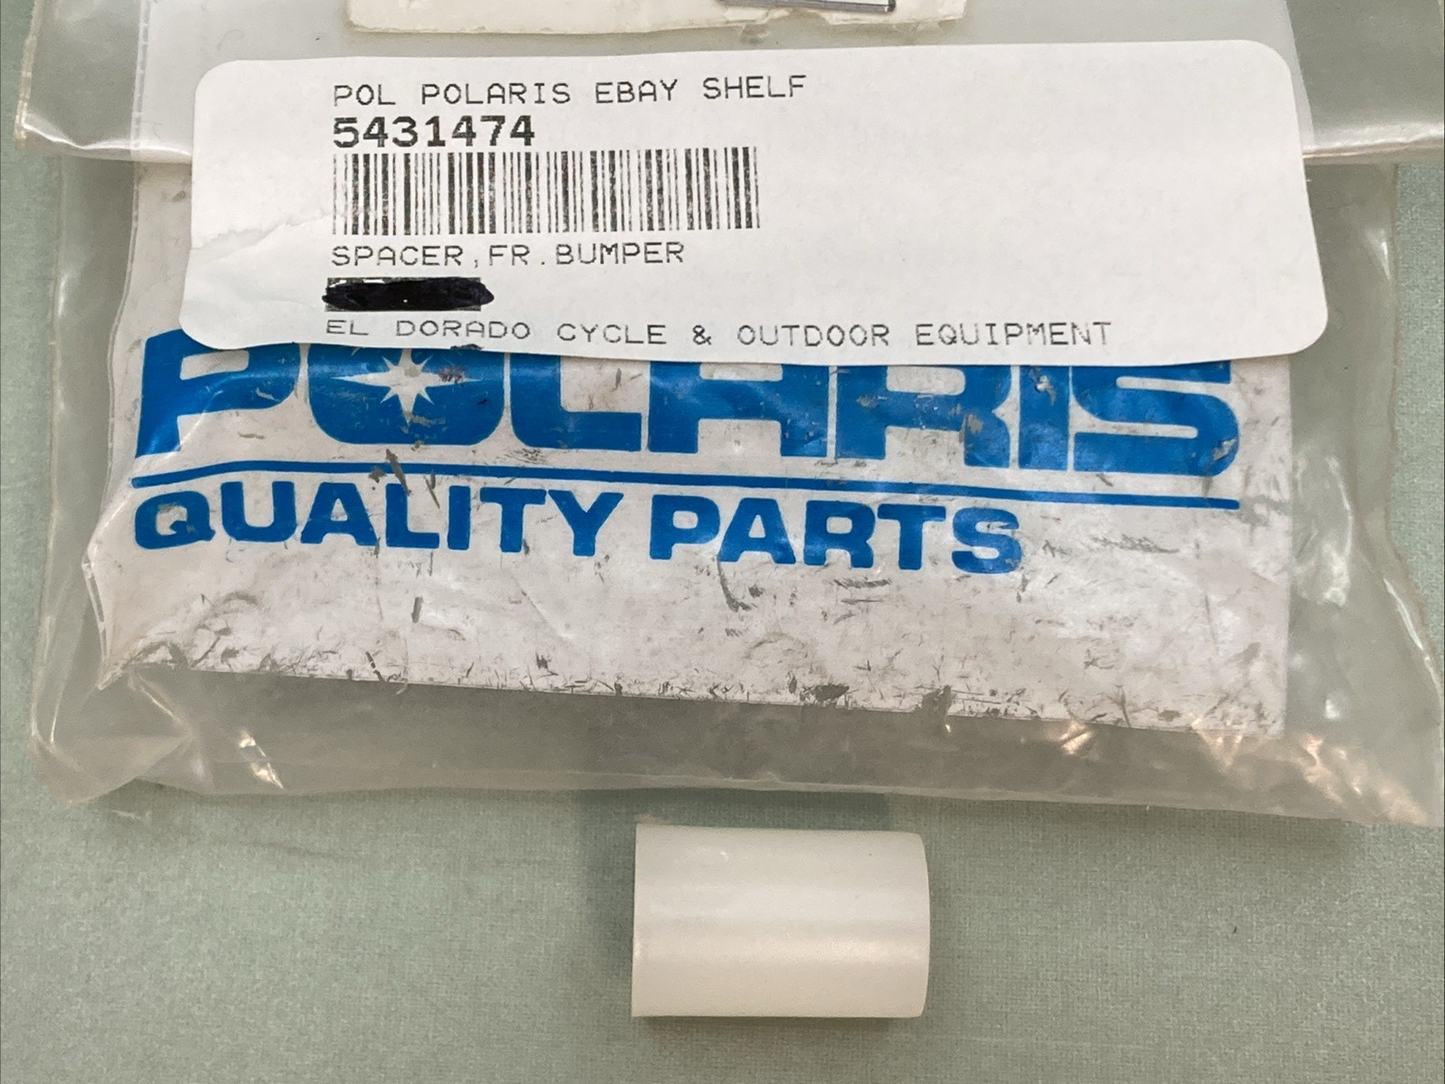 POL POLARIS EBAY SHELF
5431474
SPACER,FR.BUMPER
EL DORADO CYCLE & OUTDOOR EQUIPMENT
POLARIS
QUALITY PARTS